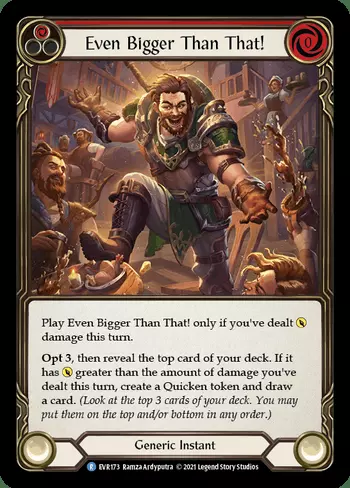 Even Bigger Than That!
0
Play Even Bigger Than That! only if you've dealt
damage this turn.
Opt 3, then reveal the top card of your deck. If it
has greater than the amount of damage you've
dealt this turn, create a Quicken token and draw
a card. (Look at the top 3 cards of your deck. You may
put them on the top and/or bottom in any order.)
Generic Instant
R EVR173 Ramza Ardyputra © 2021 Legend Story Studios